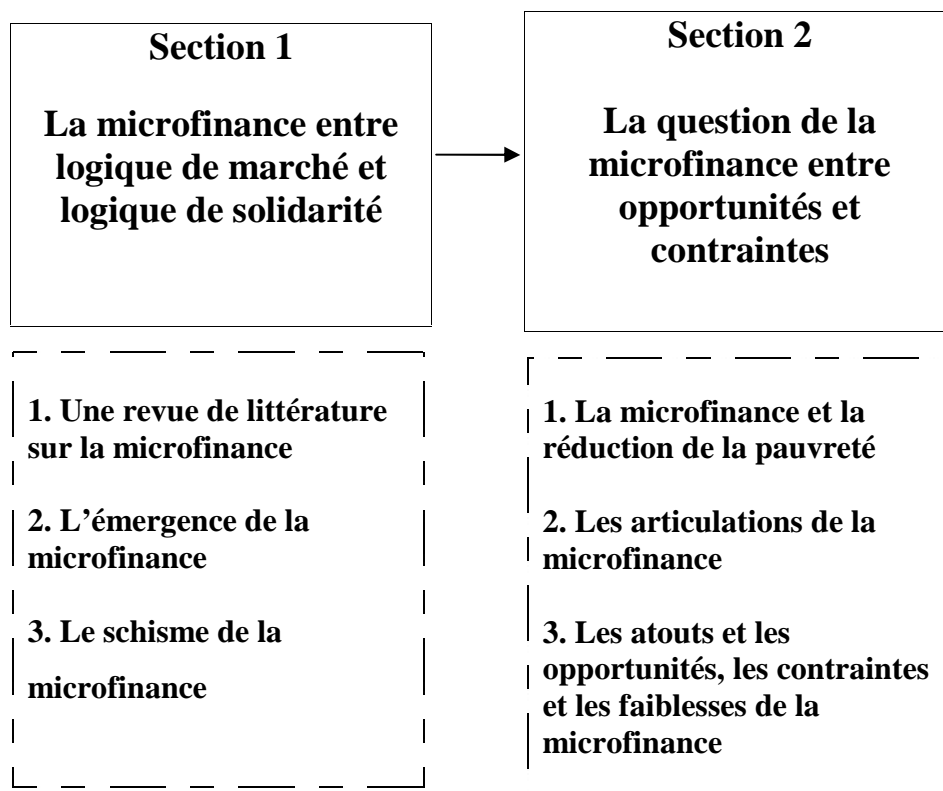 Section 1
La microfinance entre
logique de marché et
logique de solidarité
Section 2
La question de la
microfinance entre
opportunités et
contraintes
1. Une revue de littérature
sur la microfinance
2. L’émergence de la
microfinance
3. Le schisme de la
microfinance
1. La microfinance et la
réduction de la pauvreté
2. Les articulations de la
microfinance
3. Les atouts et les
opportunités, les contraintes
et les faiblesses de la
microfinance